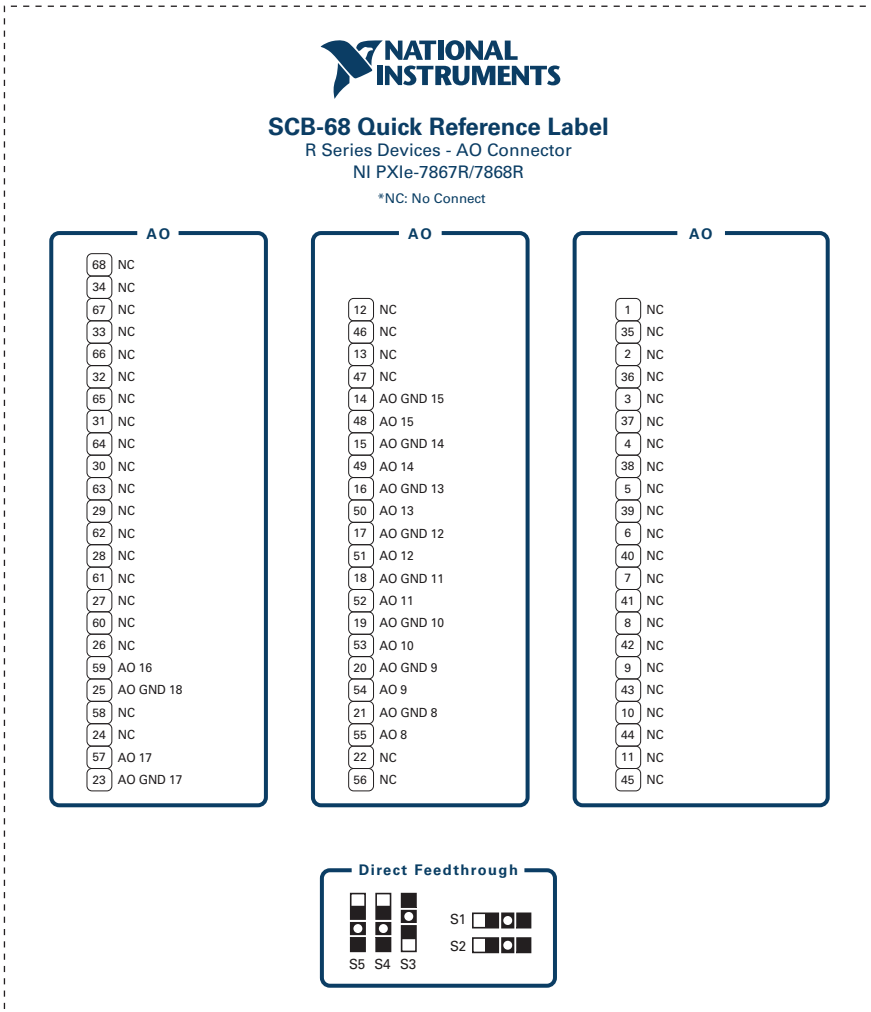 NATIONAL
INSTRUMENTS
SCB-68 Quick Reference Label
R Series Devices - AO Connector
NI PXIe-7867R/7868R
*NC: No Connect
AO
68 NC
34 NC
67 NC
33 NC
66 NC
32 NC
65 NC
31 NC
64 NC
30 NC
63 NC
29 NC
62 NC
28 NC
61 NC
27 NC
60 NC
26 NC
59 AO 16
25 AO GND 18
58 NC
24 NC
57 AO 17
23 AO GND 17
AO
12 NC
46 NC
13 NC
47 NC
14 AO GND 15
48 AO 15
15 AO GND 14
49 AO 14
16 AO GND 13
50 AO 13
17 AO GND 12
51 AO 12
18 AO GND 11
52 AO 11
19 AO GND 10
53 AO 10
20 AO GND 9
54 AO 9
21 AO GND 8
55 AO 8
22 NC
56 NC
AO
1 NC
35 NC
2 NC
36 NC
3 NC
37 NC
4 NC
38 NC
5 NC
39 NC
6 NC
40 NC
7 NC
41 NC
8 NC
42 NC
9 NC
43 NC
10 NC
44 NC
11 NC
45 NC
Direct Feedthrough
S5 S4 S3
S1
S2